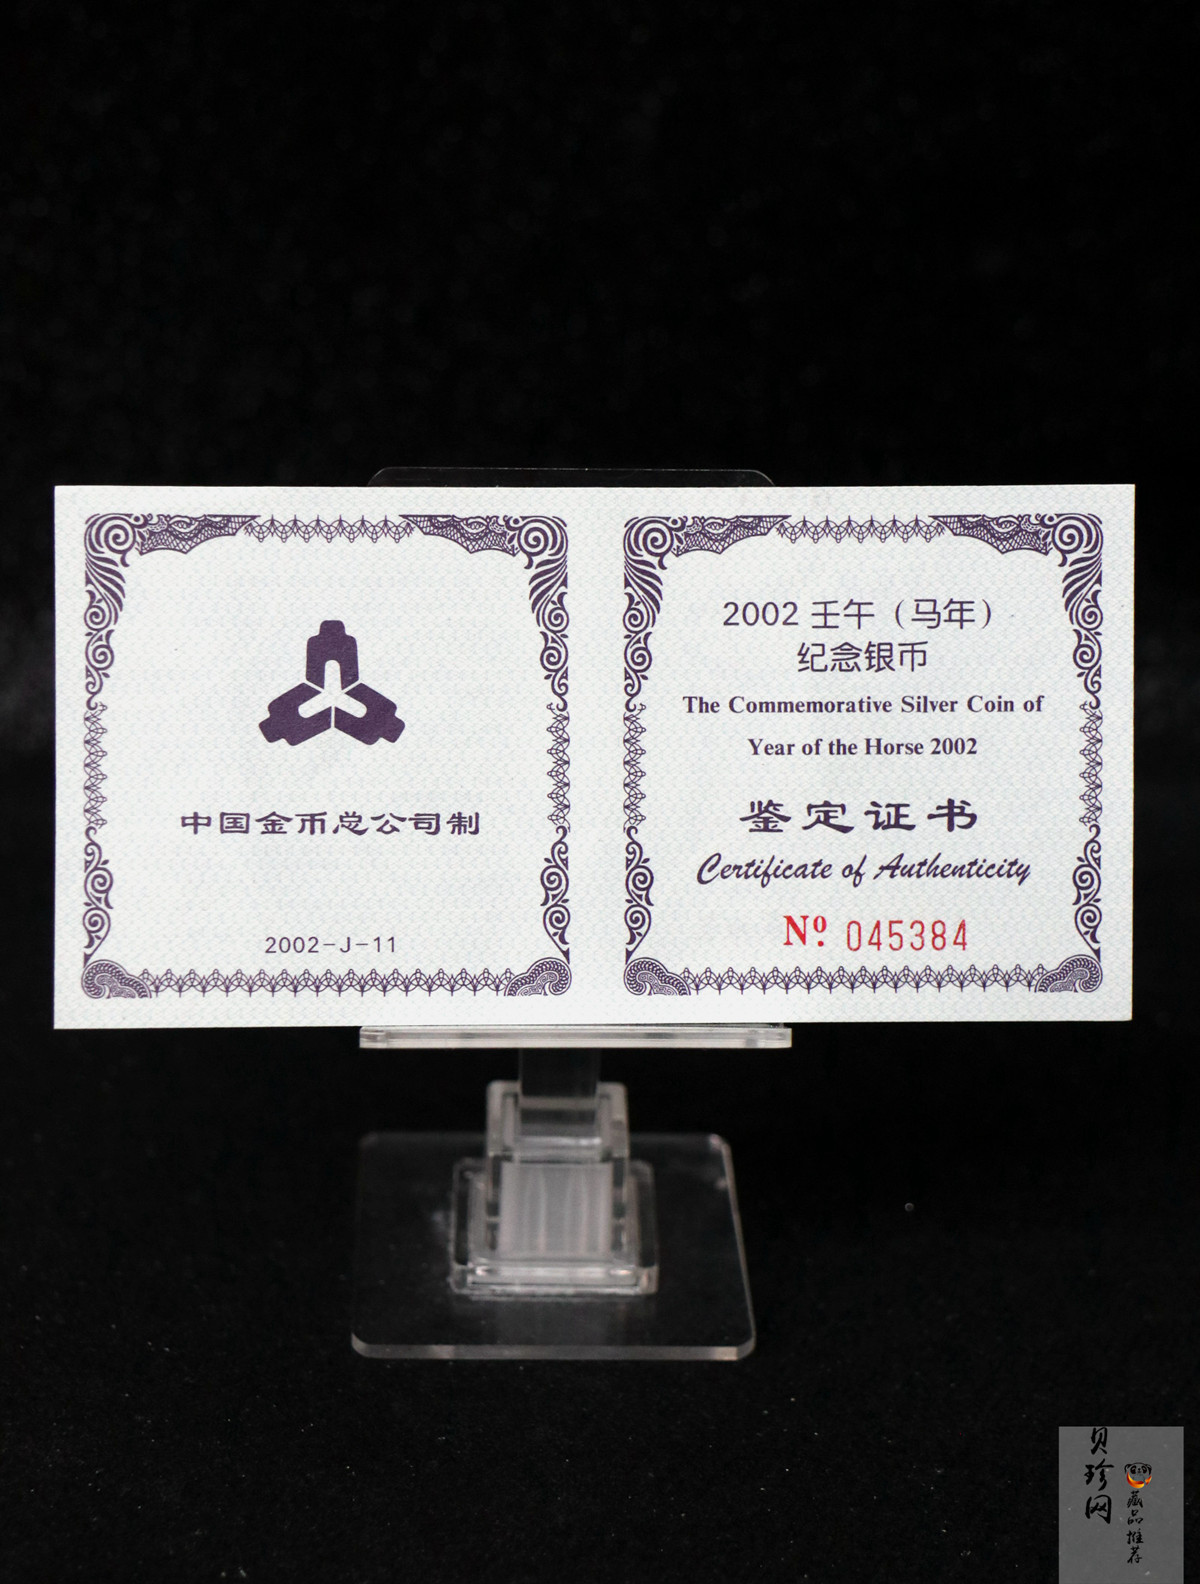 中国金币总公司制
2002-J-11
2002 壬午（马年）
纪念银币
The Commemorative Silver Coin of
Year of the Horse 2002
鉴定证书
Certificate of Authenticity
Nº. 045384
贝珍网
藏品推荐